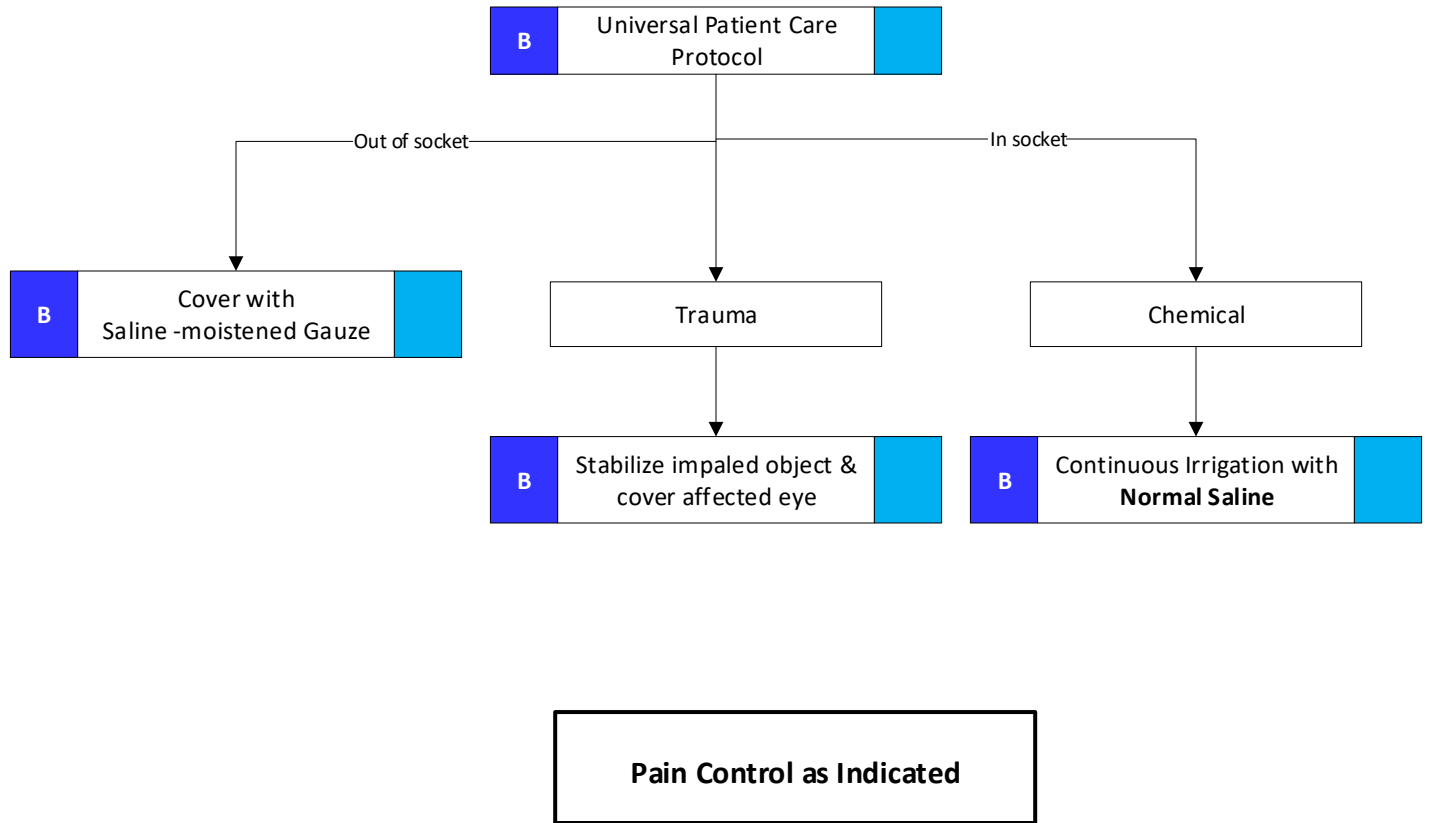 B
Universal Patient Care
Protocol
Out of socket
In socket
B
Cover with
Saline -moistened Gauze
Trauma
Chemical
B
Stabilize impaled object &
cover affected eye
B
Continuous Irrigation with
Normal Saline
Pain Control as Indicated